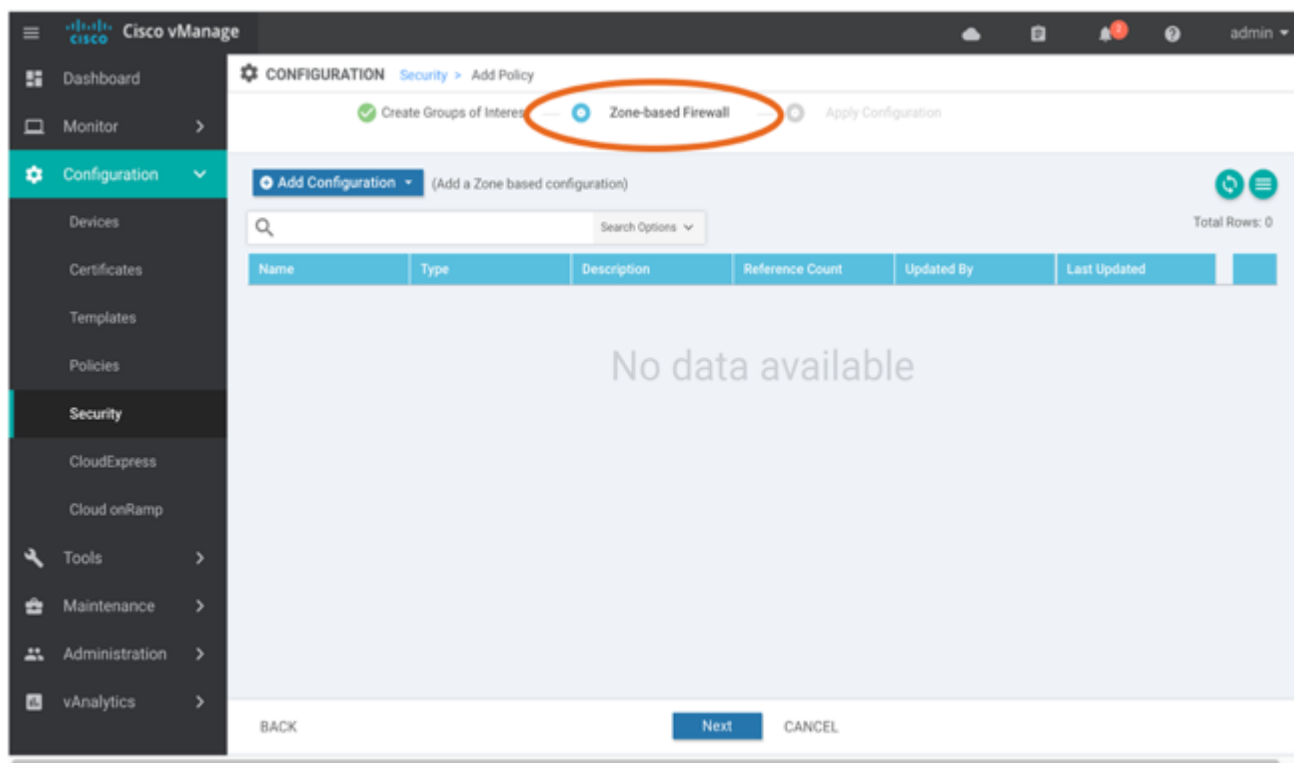 CISCO Cisco vManage admin
Dashboard
Monitor
Configuration
Devices
Certificates
Templates
Policies
Security
CloudExpress
Cloud onRamp
Tools
Maintenance
Administration
vAnalytics
CONFIGURATION Security > Add Policy
Create Groups of Interes Zone-based Firewall Apply Configuration
Add Configuration (Add a Zone based configuration)
Search Options Total Rows: 0
Name Type Description Reference Count Updated By Last Updated
No data available
BACK Next CANCEL